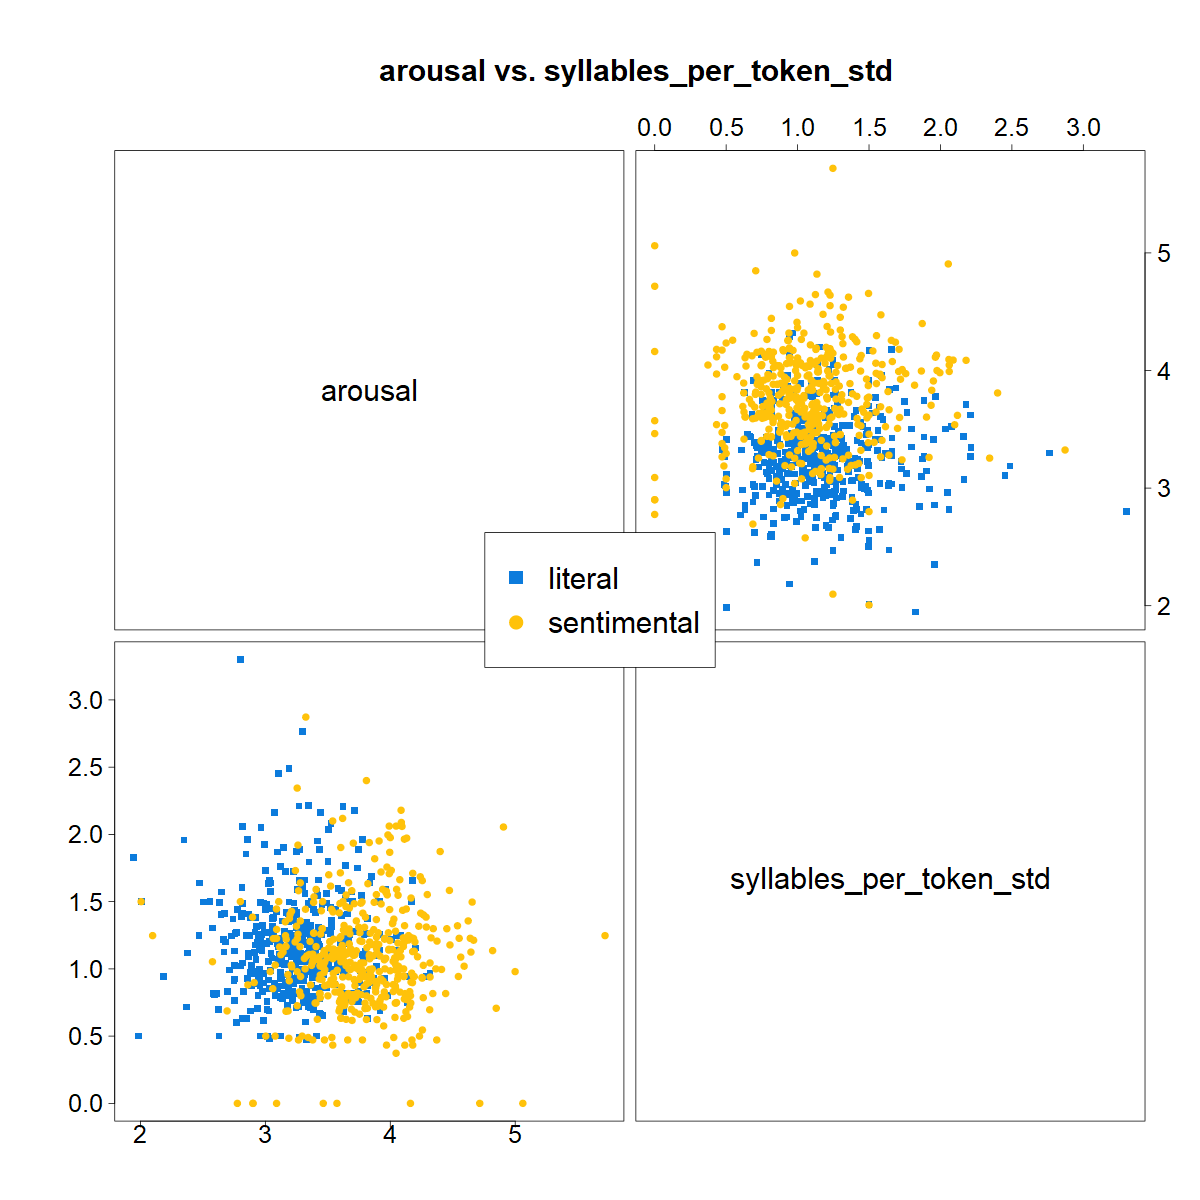 arousal vs. syllables_per_token_std
0.0 0.5 1.0 1.5 2.0 2.5 3.0
arousal
5
4
3
2
literal
sentimental
3.0
2.5
2.0
1.5
1.0
0.5
0.0
syllables_per_token_std
2 3 4 5